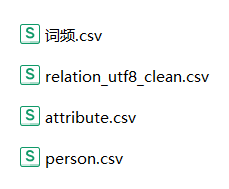 词频.csv
relation_utf8_clean.csv
attribute.csv
person.csv